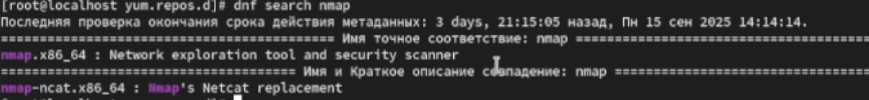 [root@localhost yum.repos.d]# dnf search nmap
Последняя проверка окончания срока действия метаданных: 3 days, 21:15:05 назад, Пн 15 сен 2025 14:14:14.
================================== Имя точное соответствие: nmap ==============================
nmap.x86_64 : Network exploration tool and security scanner
============================== Имя и Краткое описание совпадение: nmap ==========================
nmap-ncat.x86_64 : Nmap's Netcat replacement